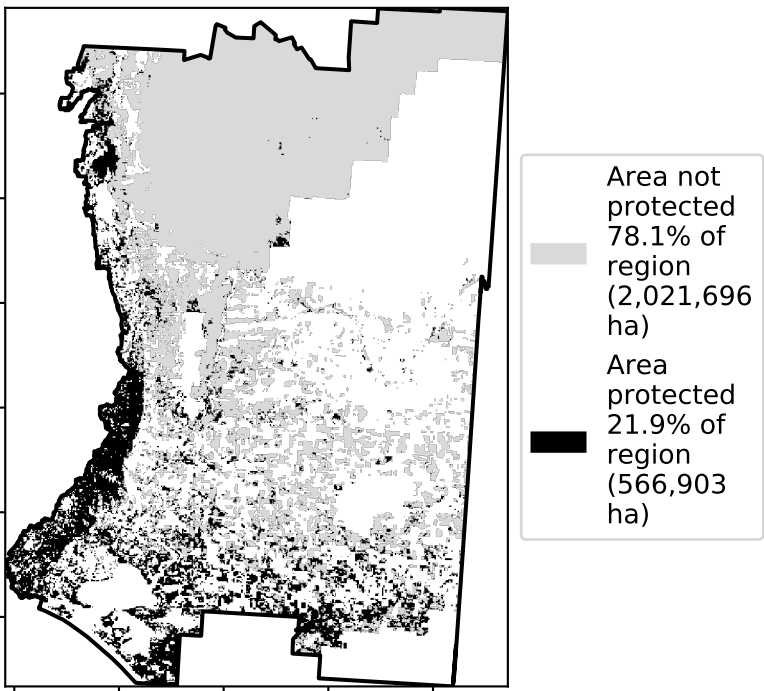 Area not
protected
78.1% of
region
(2,021,696
ha)
Area
protected
21.9% of
region
(566,903
ha)